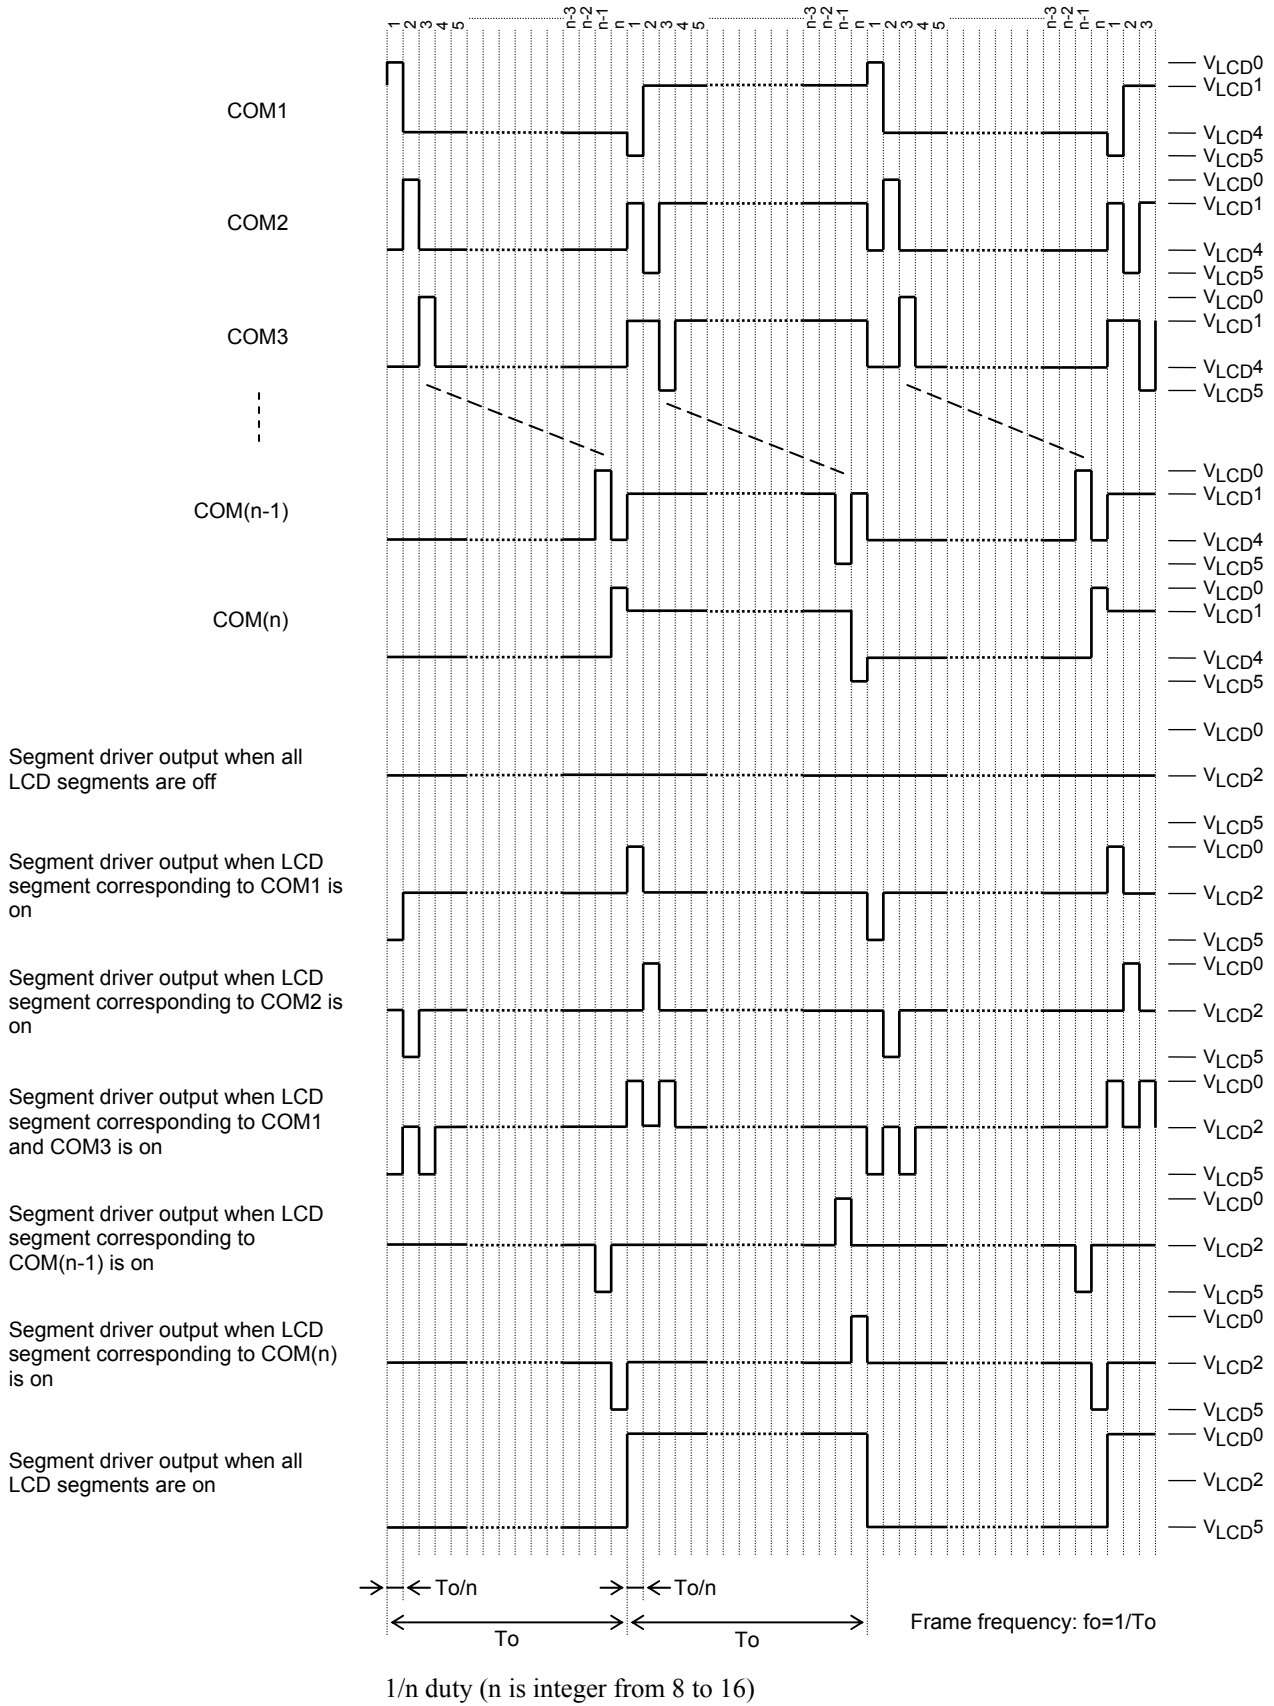 1 2 3 4 5 n-3 n-2 n-1 n 1 2 3 4 5 n-3 n-2 n-1 n 1 2 3 4 5 n-3 n-2 n-1 n 1 2 3
COM1
VLCD0
VLCD1
VLCD4
VLCD5
COM2
VLCD0
VLCD1
VLCD4
VLCD5
COM3
VLCD0
VLCD1
VLCD4
VLCD5
COM(n-1)
VLCD0
VLCD1
VLCD4
VLCD5
COM(n)
VLCD0
VLCD1
VLCD4
VLCD5
Segment driver output when all
LCD segments are off
VLCD0
VLCD2
VLCD5
Segment driver output when LCD
segment corresponding to COM1 is
on
VLCD0
VLCD2
VLCD5
Segment driver output when LCD
segment corresponding to COM2 is
on
VLCD0
VLCD2
VLCD5
Segment driver output when LCD
segment corresponding to COM1
and COM3 is on
VLCD0
VLCD2
VLCD5
Segment driver output when LCD
segment corresponding to
COM(n-1) is on
VLCD0
VLCD2
VLCD5
Segment driver output when LCD
segment corresponding to COM(n)
is on
VLCD0
VLCD2
VLCD5
Segment driver output when all
LCD segments are on
VLCD0
VLCD2
VLCD5
To/n To/n
To To
Frame frequency: fo=1/To
1/n duty (n is integer from 8 to 16)